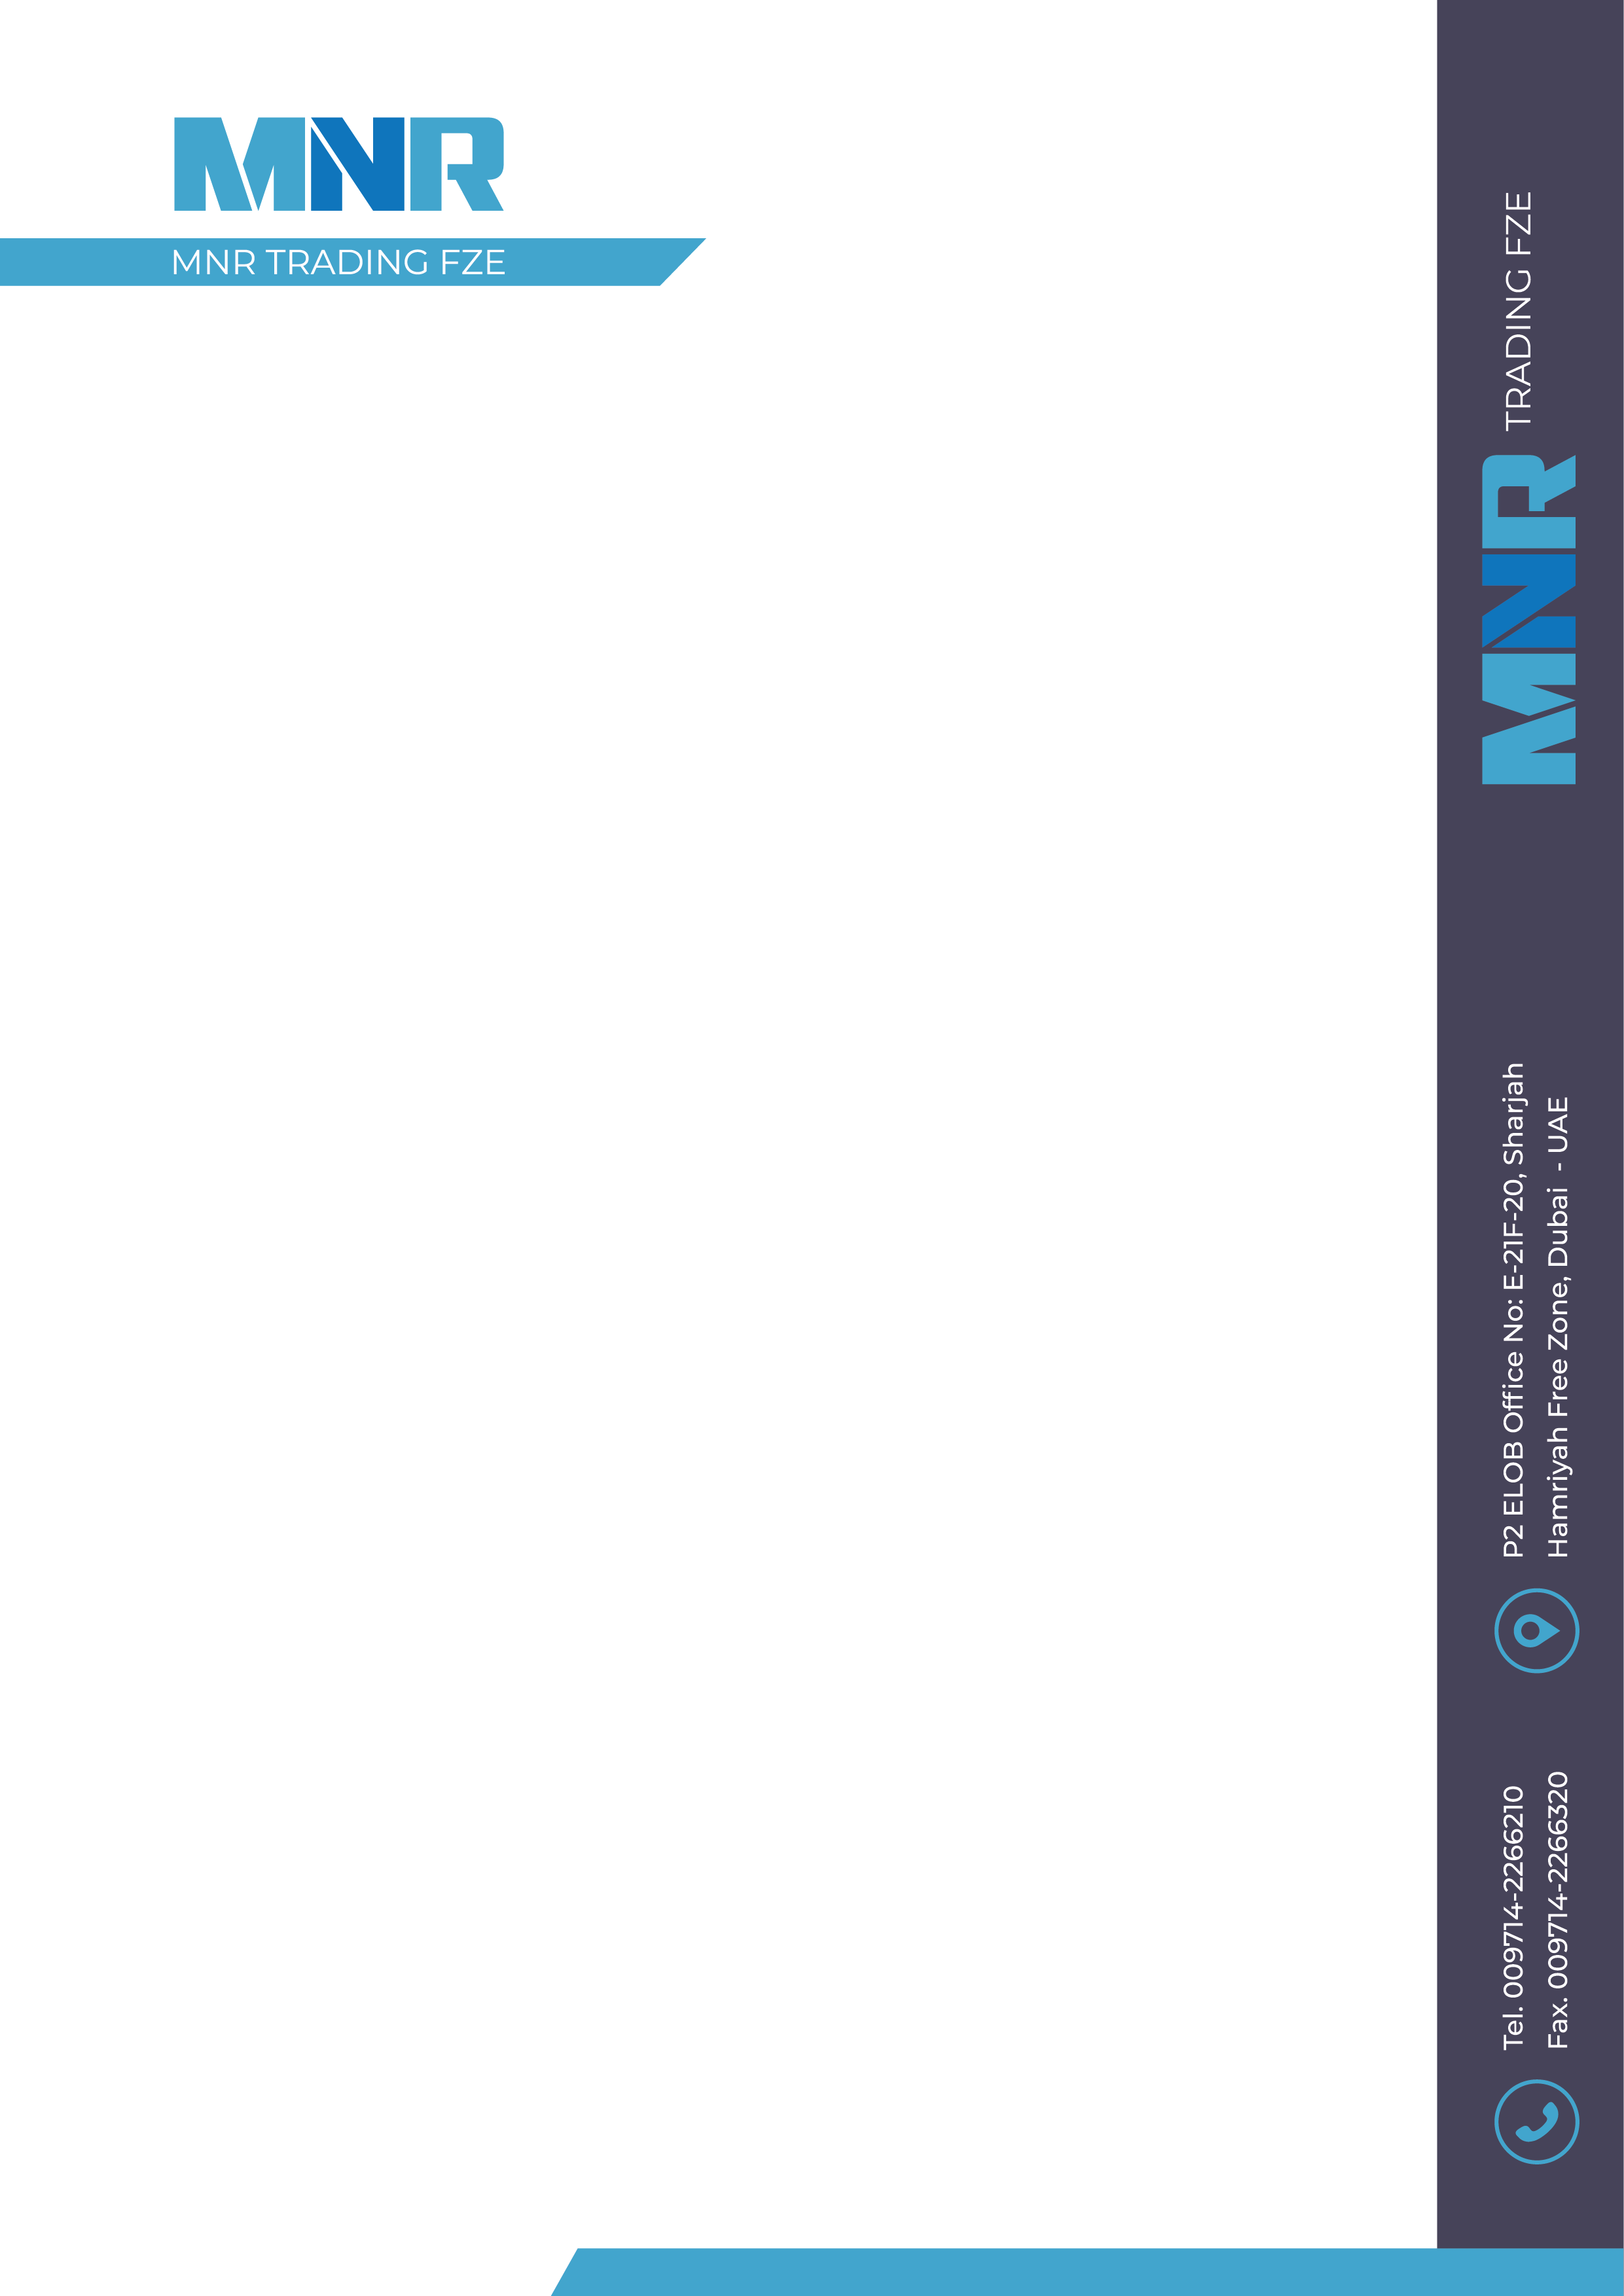 MNR
MNR TRADING FZE
MNR TRADING FZE
P2 ELOB Office No: E-21F-20, Sharjah
Hamriyah Free Zone, Dubai - UAE
Tel. 009714-2266210
Fax. 009714-2266320